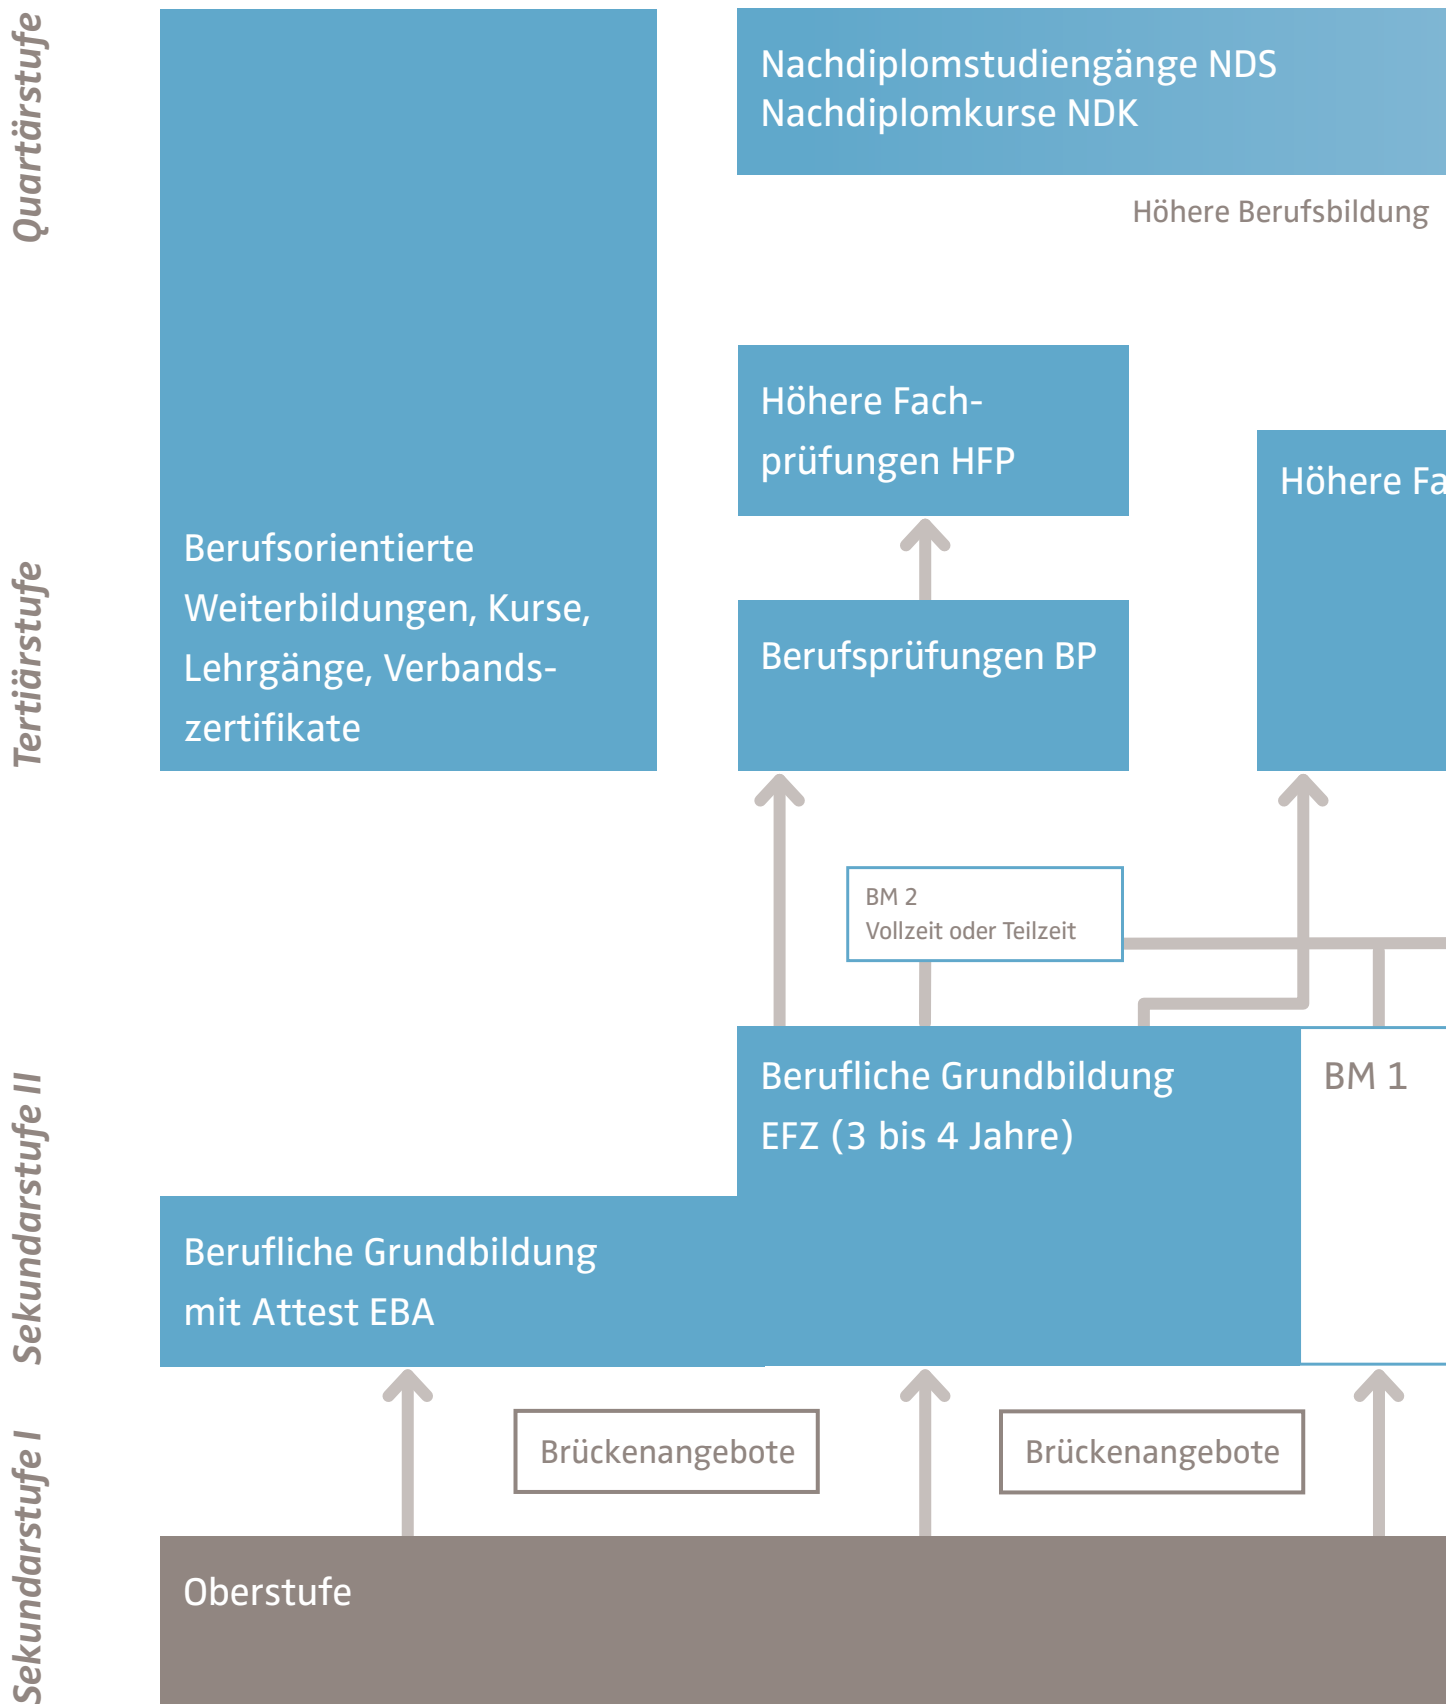 Quartärstufe
Nachdiplomstudiengänge NDS
Nachdiplomkurse NDK
Höhere Berufsbildung
Tertiärstufe
Berufsorientierte
Weiterbildungen, Kurse,
Lehrgänge, Verbands-
zertifikate
Höhere Fach-
prüfungen HFP
Berufsprüfungen BP
Höhere
BM 2
Vollzeit oder Teilzeit
Sekundarstufe II
Berufliche Grundbildung
EFZ (3 bis 4 Jahre)
BM 1
Berufliche Grundbildung
mit Attest EBA
Brückenangebote
Brückenangebote
Sekundarstufe I
Oberstufe